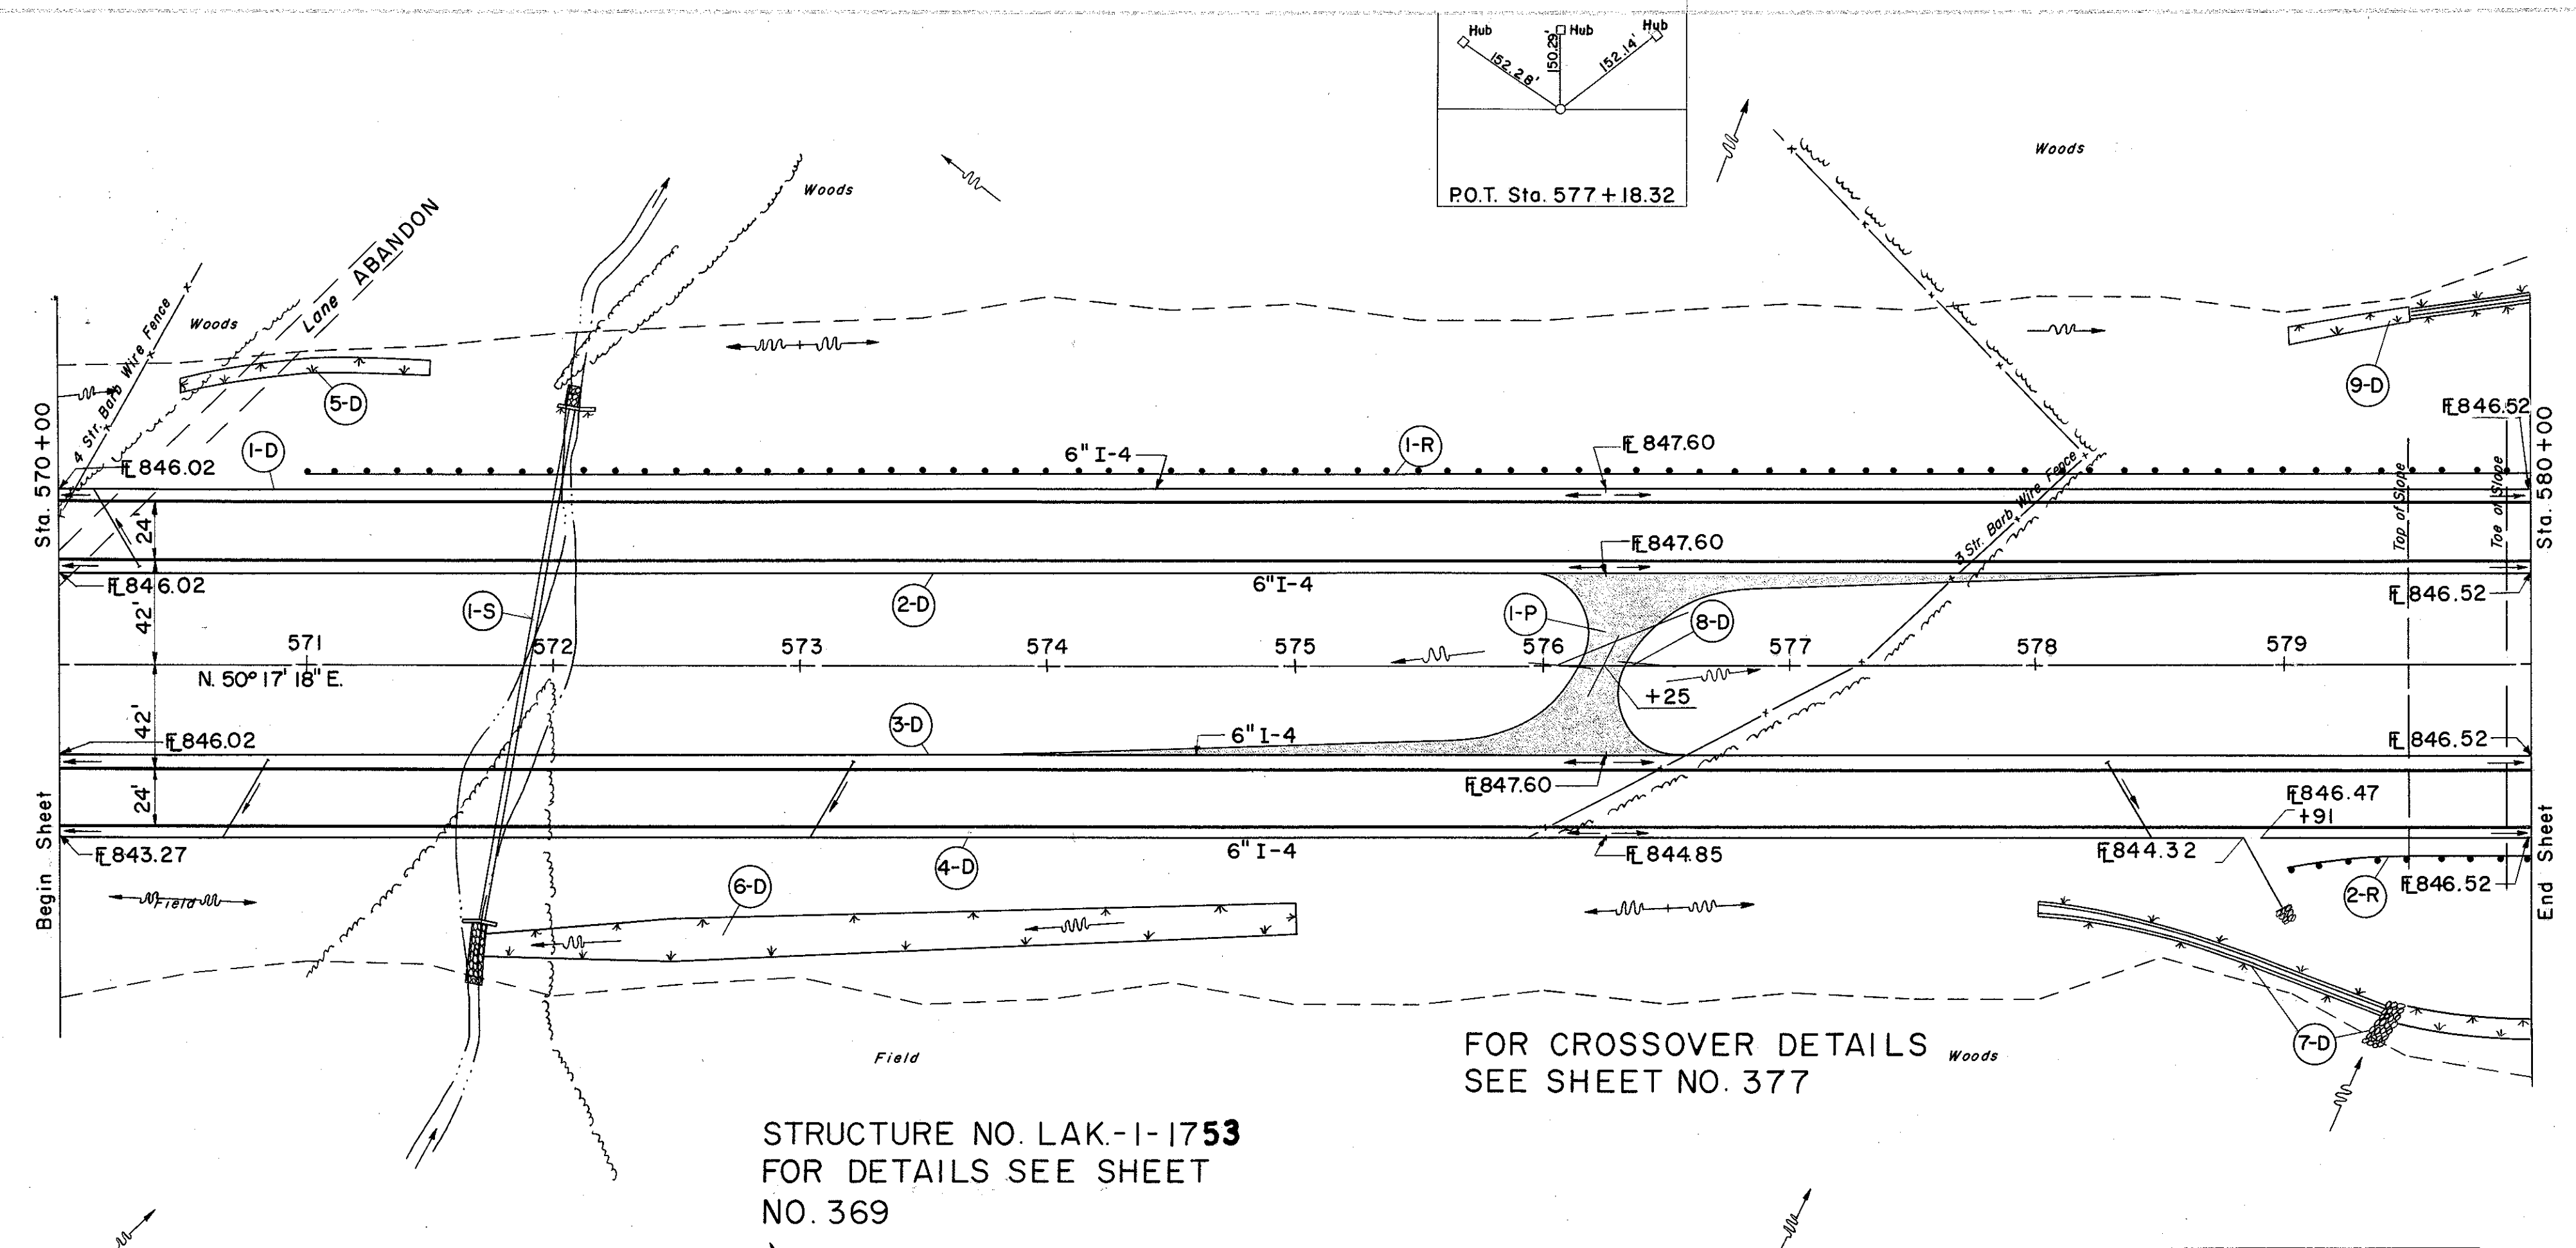 Hub
Hub
Hub
152.28'
150.29'
152.14'
P.O.T. Sta. 577+18.32
Woods
Woods
Lane ABANDON
Woods
4 Str. Barb Wire Fence
5-D
9-D
Sta. 570+00
℄ 846.52
Sta. 580+00
1-D
6" I-4
1-R
℄ 847.60
℄ 846.02
3 Str. Barb Wire Fence
Top of Slope
Toe of Slope
24'
℄ 847.60
℄ 846.02
2-D
6" I-4
℄ 846.52
1-S
42'
1-P
8-D
571
572
573
574
575
576
577
578
579
N. 50° 17' 18" E.
+25
42'
3-D
6" I-4
℄ 846.02
℄ 846.52
℄ 847.60
24'
℄ 846.47
+91
Begin Sheet
End Sheet
℄ 843.27
4-D
6" I-4
℄ 844.85
℄ 844.32
6-D
2-R
℄ 846.52
Field
7-D
Field
FOR CROSSOVER DETAILS
SEE SHEET NO. 377
Woods
STRUCTURE NO. LAK.-1-1753
FOR DETAILS SEE SHEET
NO. 369